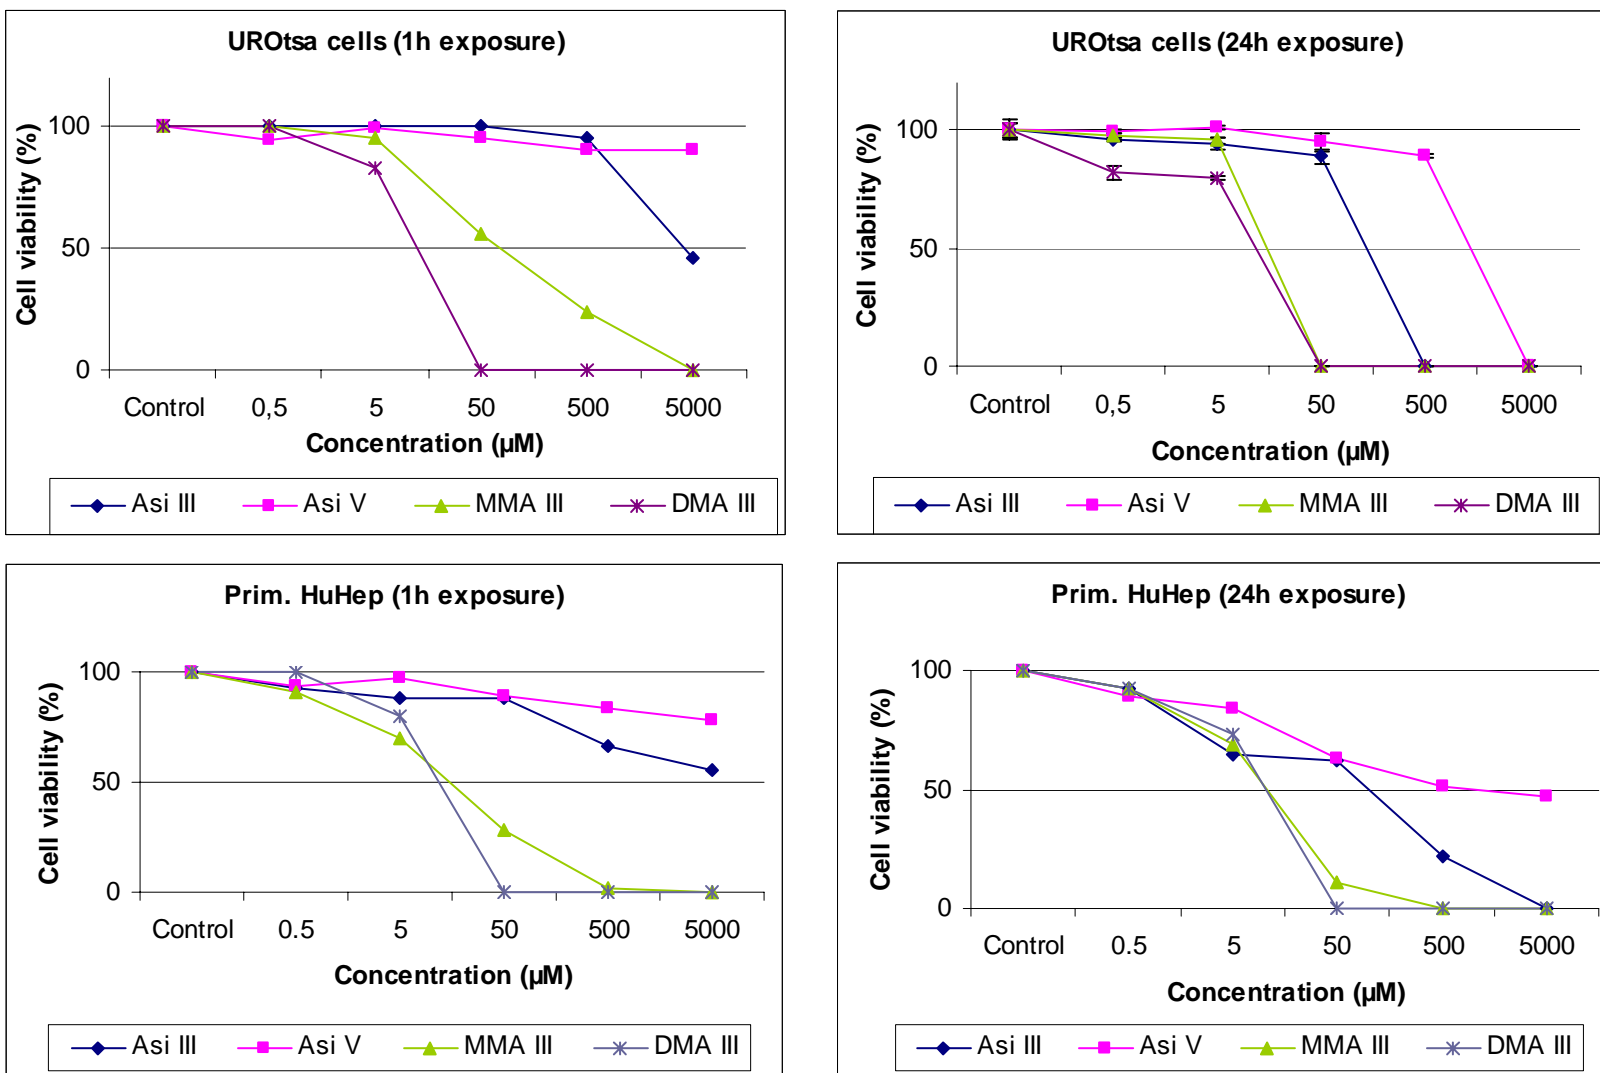 UROtsa cells (1h exposure)
Cell viability (%)
100
50
0
Control 0,5 5 50 500 5000
Concentration (µM)
Asi III Asi V MMA III DMA III
UROtsa cells (24h exposure)
Cell viability (%)
100
50
0
Control 0,5 5 50 500 5000
Concentration (µM)
Asi III Asi V MMA III DMA III
Prim. HuHep (1h exposure)
Cell viability (%)
100
50
0
Control 0.5 5 50 500 5000
Concentration (µM)
Asi III Asi V MMA III DMA III
Prim. HuHep (24h exposure)
Cell viability (%)
100
50
0
Control 0.5 5 50 500 5000
Concentration (µM)
Asi III Asi V MMA III DMA III